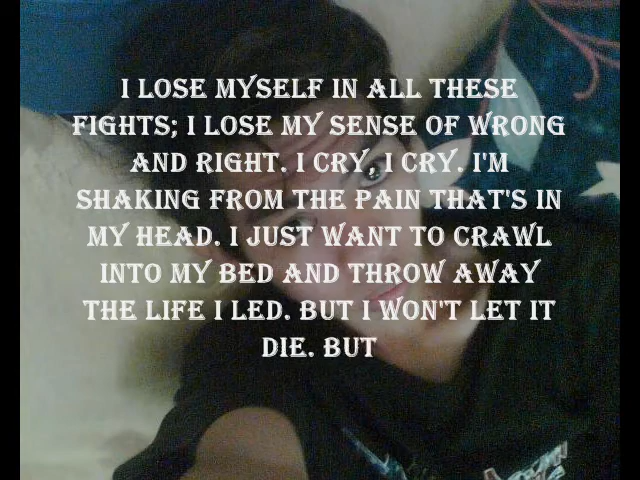 I LOSE MYSELF IN ALL THESE
FIGHTS; I LOSE MY SENSE OF WRONG
AND RIGHT. I CRY, I CRY. I'M
SHAKING FROM THE PAIN THAT'S IN
MY HEAD. I JUST WANT TO CRAWL
INTO MY BED AND THROW AWAY
THE LIFE I LED. BUT I WON'T LET IT
DIE. BUT